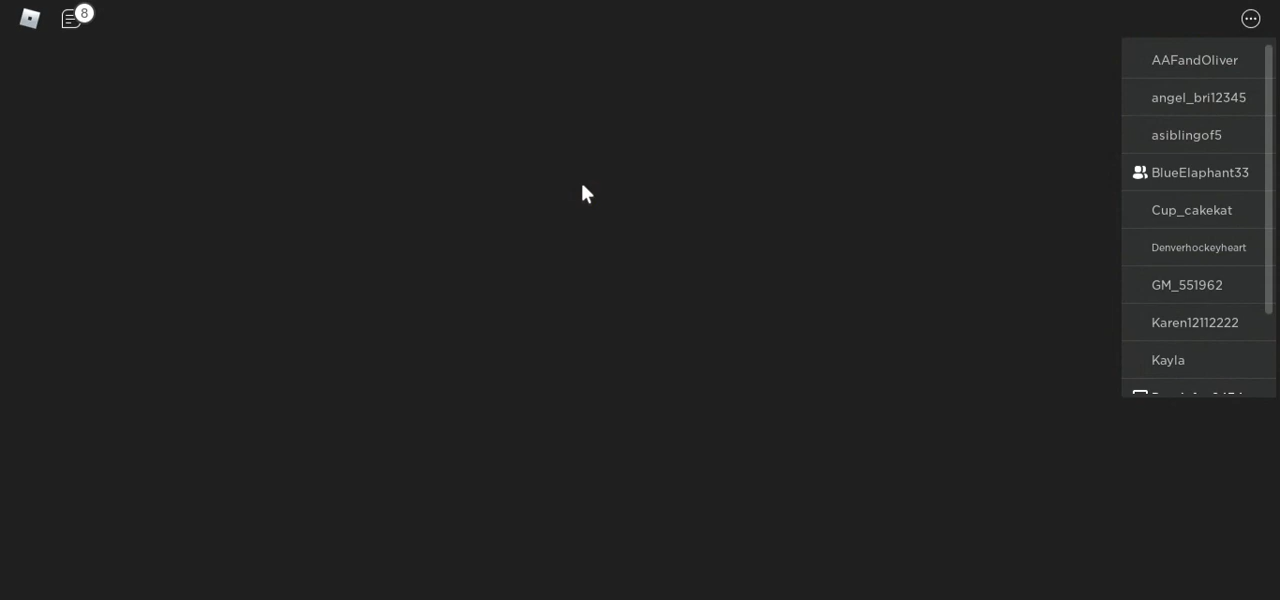 8
AAFandOliver
angel_bri12345
asiblingof5
BlueElaphant33
Cup_cakekat
Denverhockeyheart
GM_551962
Karen12112222
Kayla